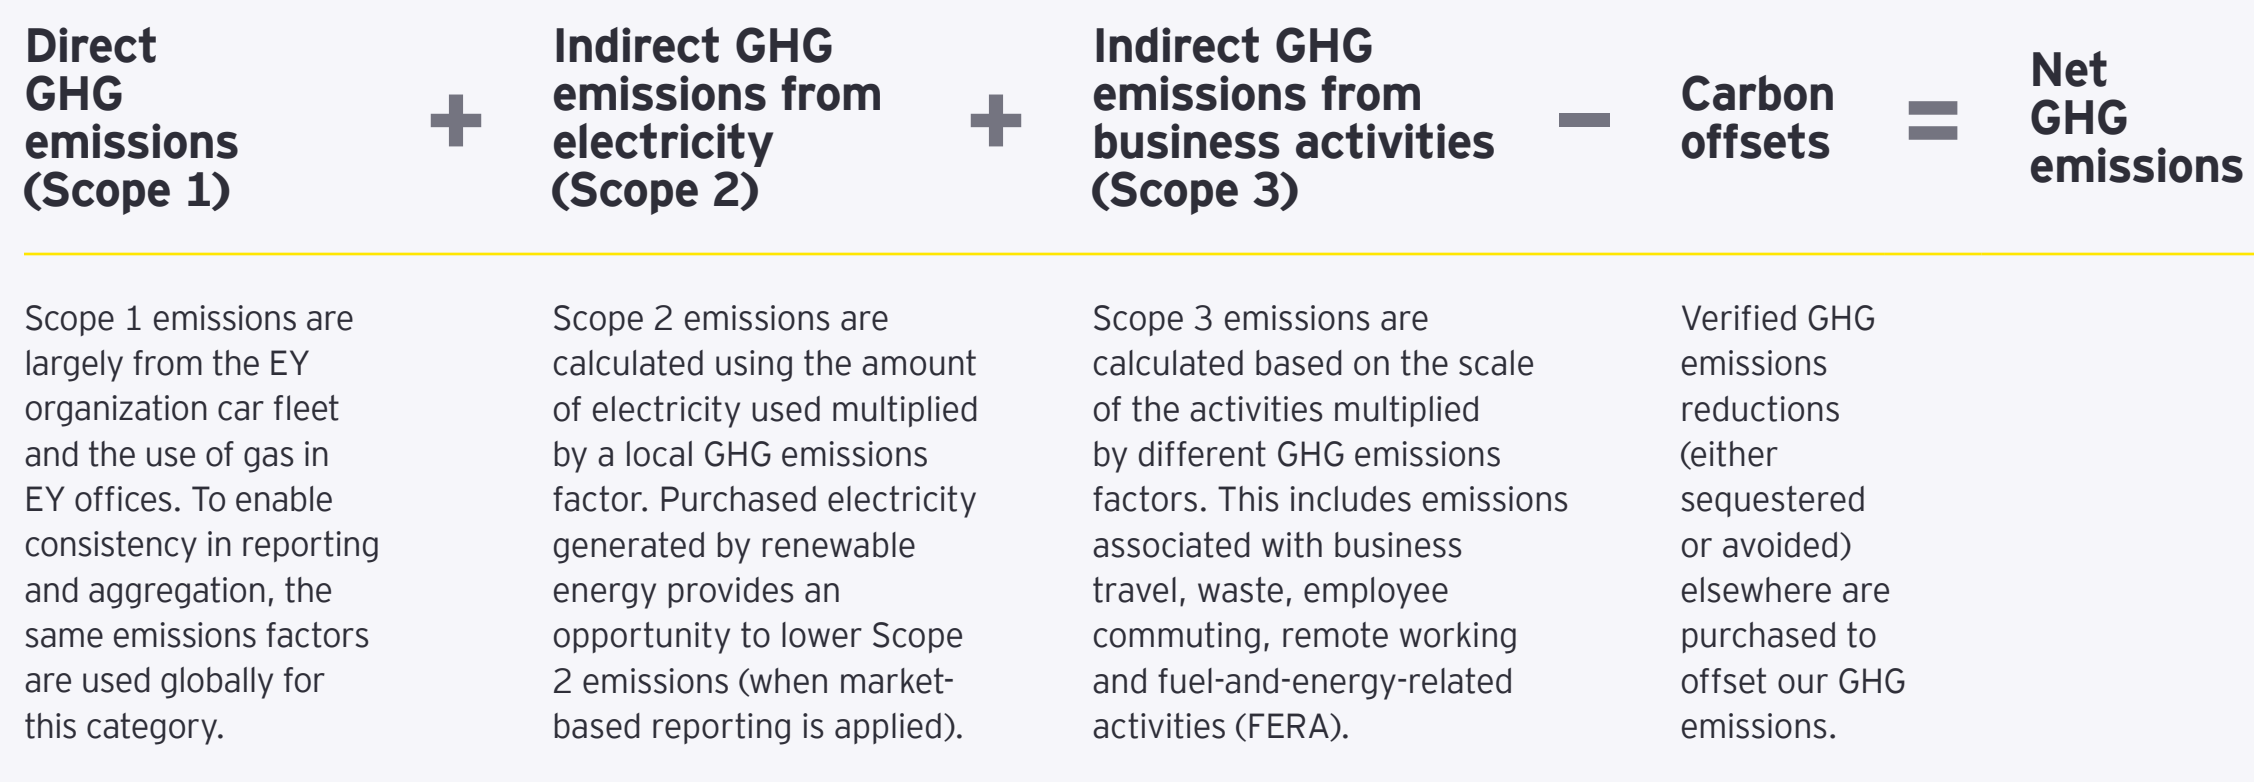 Direct
GHG
emissions
(Scope 1)
+
Indirect GHG
emissions from
electricity
(Scope 2)
+
Indirect GHG
emissions from
business activities
(Scope 3)
−
Carbon
offsets
=
Net
GHG
emissions
Scope 1 emissions are
largely from the EY
organization car fleet
and the use of gas in
EY offices. To enable
consistency in reporting
and aggregation, the
same emissions factors
are used globally for
this category.
Scope 2 emissions are
calculated using the amount
of electricity used multiplied
by a local GHG emissions
factor. Purchased electricity
generated by renewable
energy provides an
opportunity to lower Scope
2 emissions (when market-
based reporting is applied).
Scope 3 emissions are
calculated based on the scale
of the activities multiplied
by different GHG emissions
factors. This includes emissions
associated with business
travel, waste, employee
commuting, remote working
and fuel-and-energy-related
activities (FERA).
Verified GHG
emissions
reductions
(either
sequestered
or avoided)
elsewhere are
purchased to
offset our GHG
emissions.